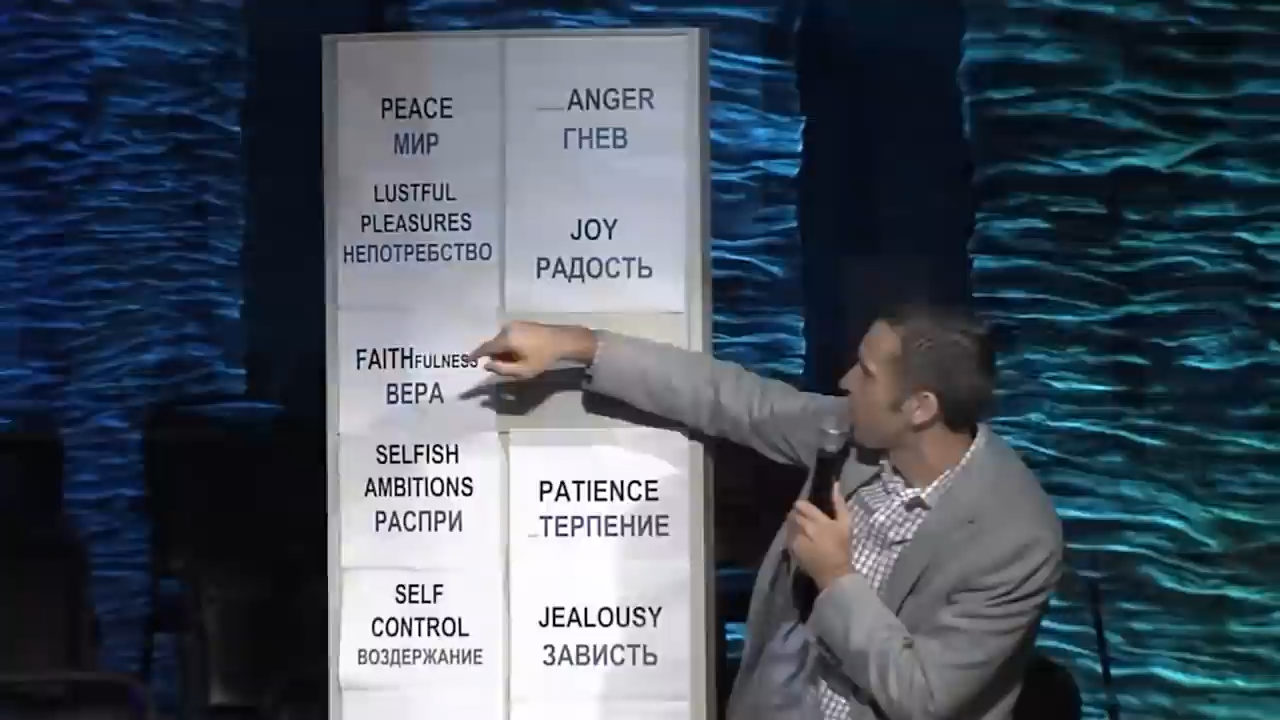 PEACE
МИР
LUSTFUL
PLEASURES
НЕПОТРЕБСТВО
FAITHFULNESS
ВЕРА
SELFISH
AMBITIONS
РАСПРИ
SELF
CONTROL
ВОЗДЕРЖАНИЕ
ANGER
ГНЕВ
JOY
РАДОСТЬ
PATIENCE
ТЕРПЕНИЕ
JEALOUSY
ЗАВИСТЬ